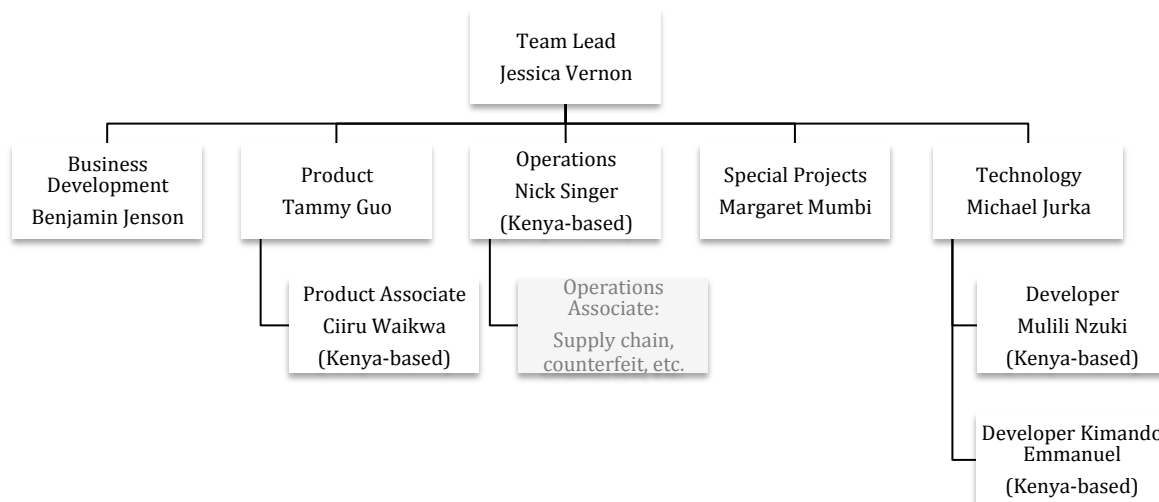 Team Lead
Jessica Vernon
Business
Development
Benjamin Jenson
Product
Tammy Guo
Operations
Nick Singer
(Kenya-based)
Special Projects
Margaret Mumbi
Technology
Michael Jurka
Product Associate
Ciiru Waikwa
(Kenya-based)
Operations
Associate:
Supply chain,
counterfeit, etc.
Developer
Mulili Nzuki
(Kenya-based)
Developer Kimando
Emmanuel
(Kenya-based)